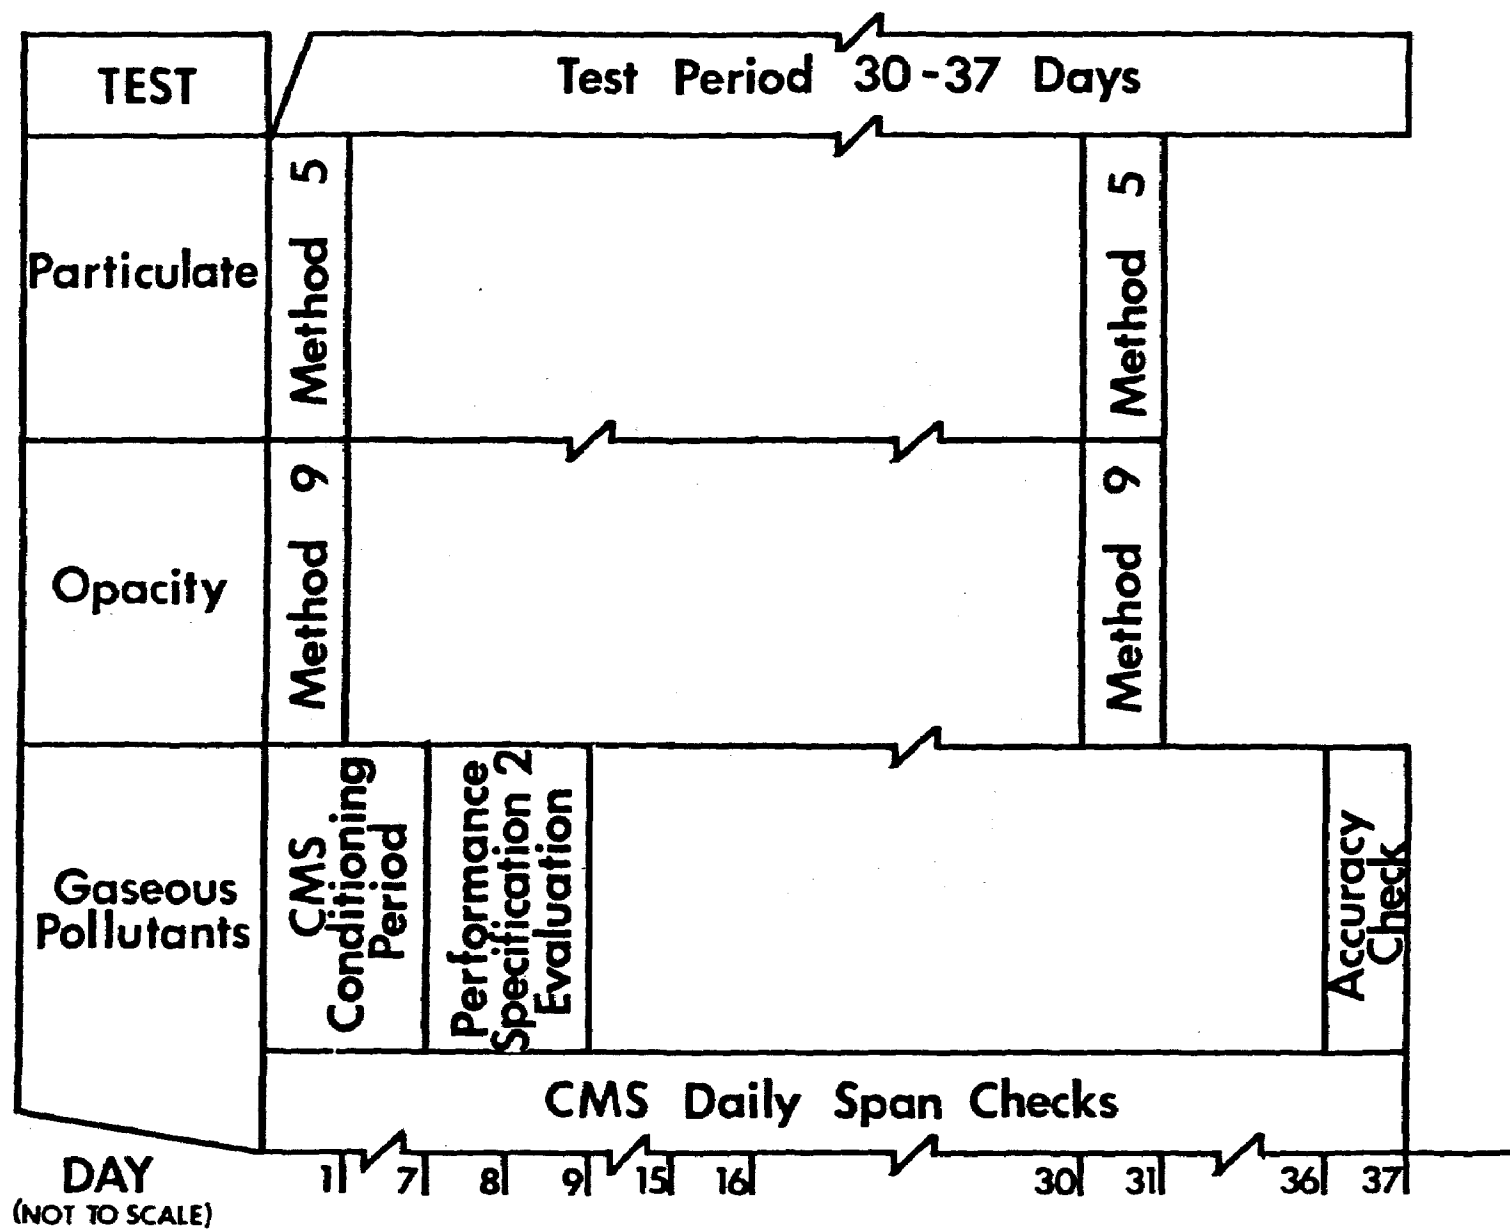 TEST
Test Period 30-37 Days
Particulate
Method 5
Method 5
Opacity
Method 9
Method 9
Gaseous
Pollutants
CMS
Conditioning
Period
Performance
Specification 2
Evaluation
Accuracy
Check
CMS Daily Span Checks
DAY
(NOT TO SCALE)
1 7 8 9 15 16 30 31 36 37